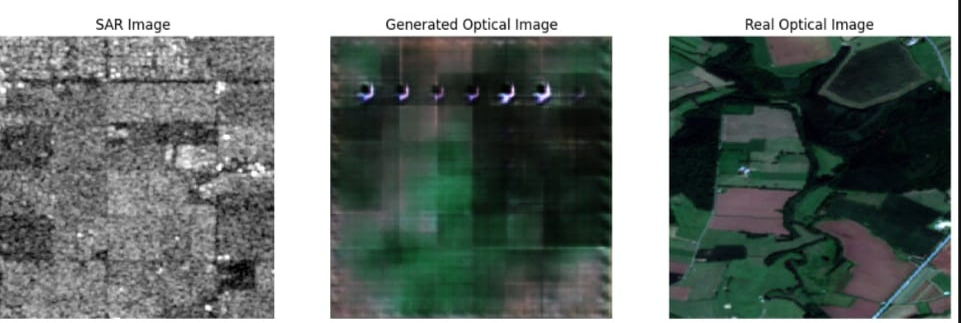 SAR Image
Generated Optical Image
Real Optical Image